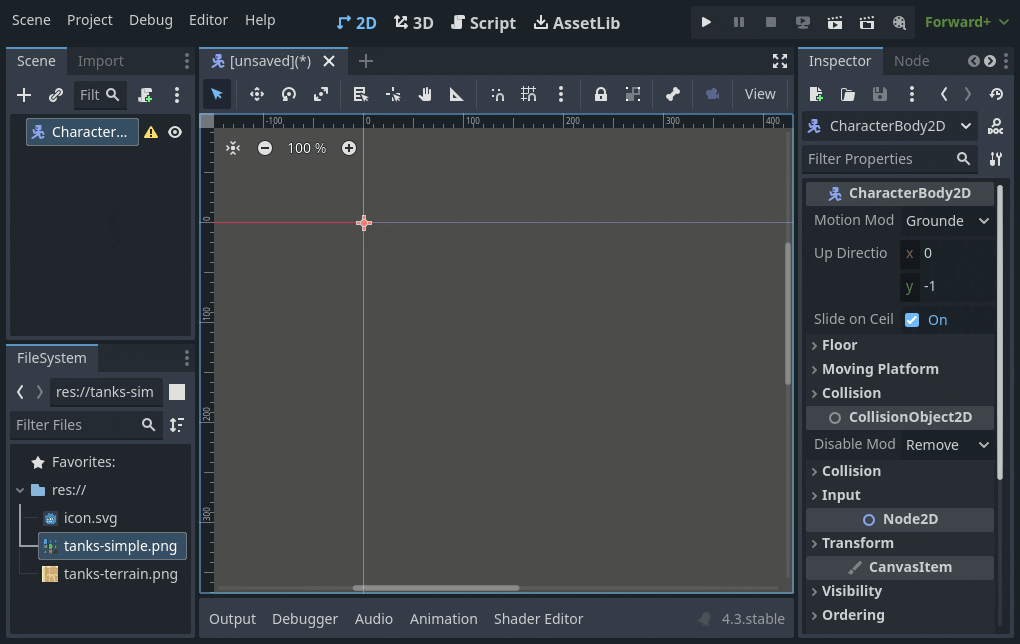 Scene Project Debug Editor Help
2D 3D Script AssetLib
Forward+
Scene Import
Filt
Character...
FileSystem
res://tanks-sim
Filter Files
Favorites:
res://
icon.svg
tanks-simple.png
tanks-terrain.png
[unsaved](*)
View
-100 0 100 200 300 400
100 %
0
100
200
300
Output Debugger Audio Animation Shader Editor 4.3.stable
Inspector Node
CharacterBody2D
DOC
Filter Properties
CharacterBody2D
Motion Mod Grounde
Up Directio x 0
y -1
Slide on Ceil On
Floor
Moving Platform
Collision
CollisionObject2D
Disable Mod Remove
Collision
Input
Node2D
Transform
CanvasItem
Visibility
Ordering